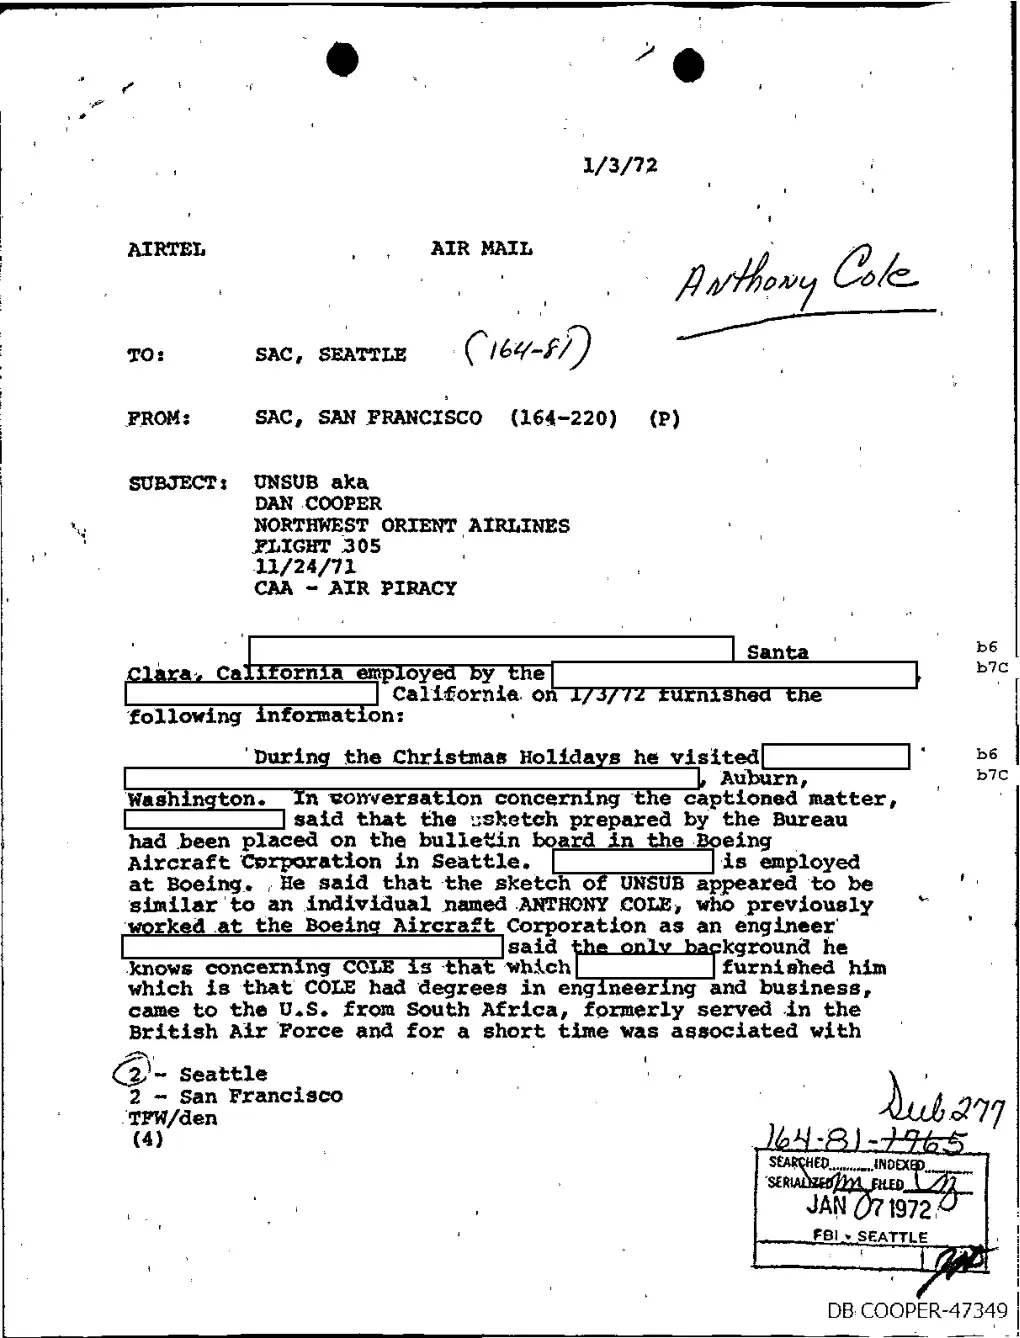 1/3/72
AIRTEL AIR MAIL
Anthony Cole
TO: SAC, SEATTLE (164-81)
FROM: SAC, SAN FRANCISCO (164-220) (P)
SUBJECT: UNSUB aka
DAN COOPER
NORTHWEST ORIENT AIRLINES
FLIGHT 305
11/24/71
CAA - AIR PIRACY
Santa b6
Clara, California employed by the , b7C
California on 1/3/72 furnished the
following information:
During the Christmas Holidays he visited b6
, Auburn, b7C
Washington. In conversation concerning the captioned matter,
said that the sketch prepared by the Bureau
had been placed on the bulletin board in the Boeing
Aircraft Corporation in Seattle. is employed
at Boeing. He said that the sketch of UNSUB appeared to be
similar to an individual named ANTHONY COLE, who previously
worked at the Boeing Aircraft Corporation as an engineer
said the only background he
knows concerning COLE is that which furnished him
which is that COLE had degrees in engineering and business,
came to the U.S. from South Africa, formerly served in the
British Air Force and for a short time was associated with
2 - Seattle
2 - San Francisco
TFW/den
(4)
Sub 277
164-81-1965
SEARCHED INDEXED
SERIALIZED FILED
JAN 07 1972
FBI - SEATTLE
DB COOPER-47349